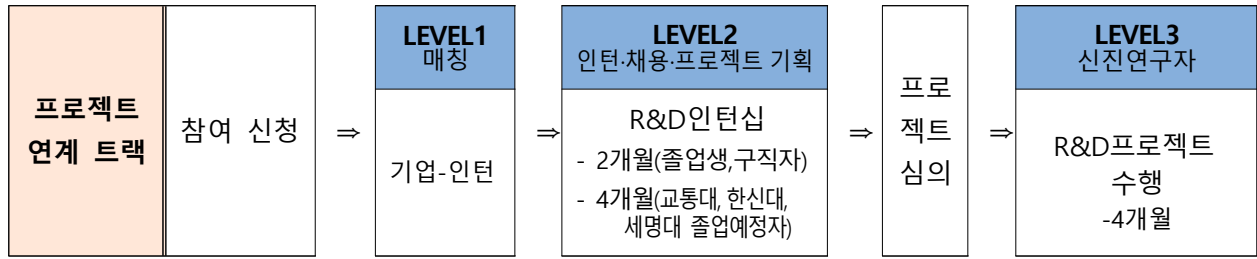 프로젝트
연계 트랙
참여 신청
⇒
LEVEL1
매칭
기업-인턴
⇒
LEVEL2
인턴·채용·프로젝트 기획
R&D인턴십
- 2개월(졸업생,구직자)
- 4개월(교통대, 한신대,
세명대 졸업예정자)
⇒
프로
젝트
심의
⇒
LEVEL3
신진연구자
R&D프로젝트
수행
-4개월